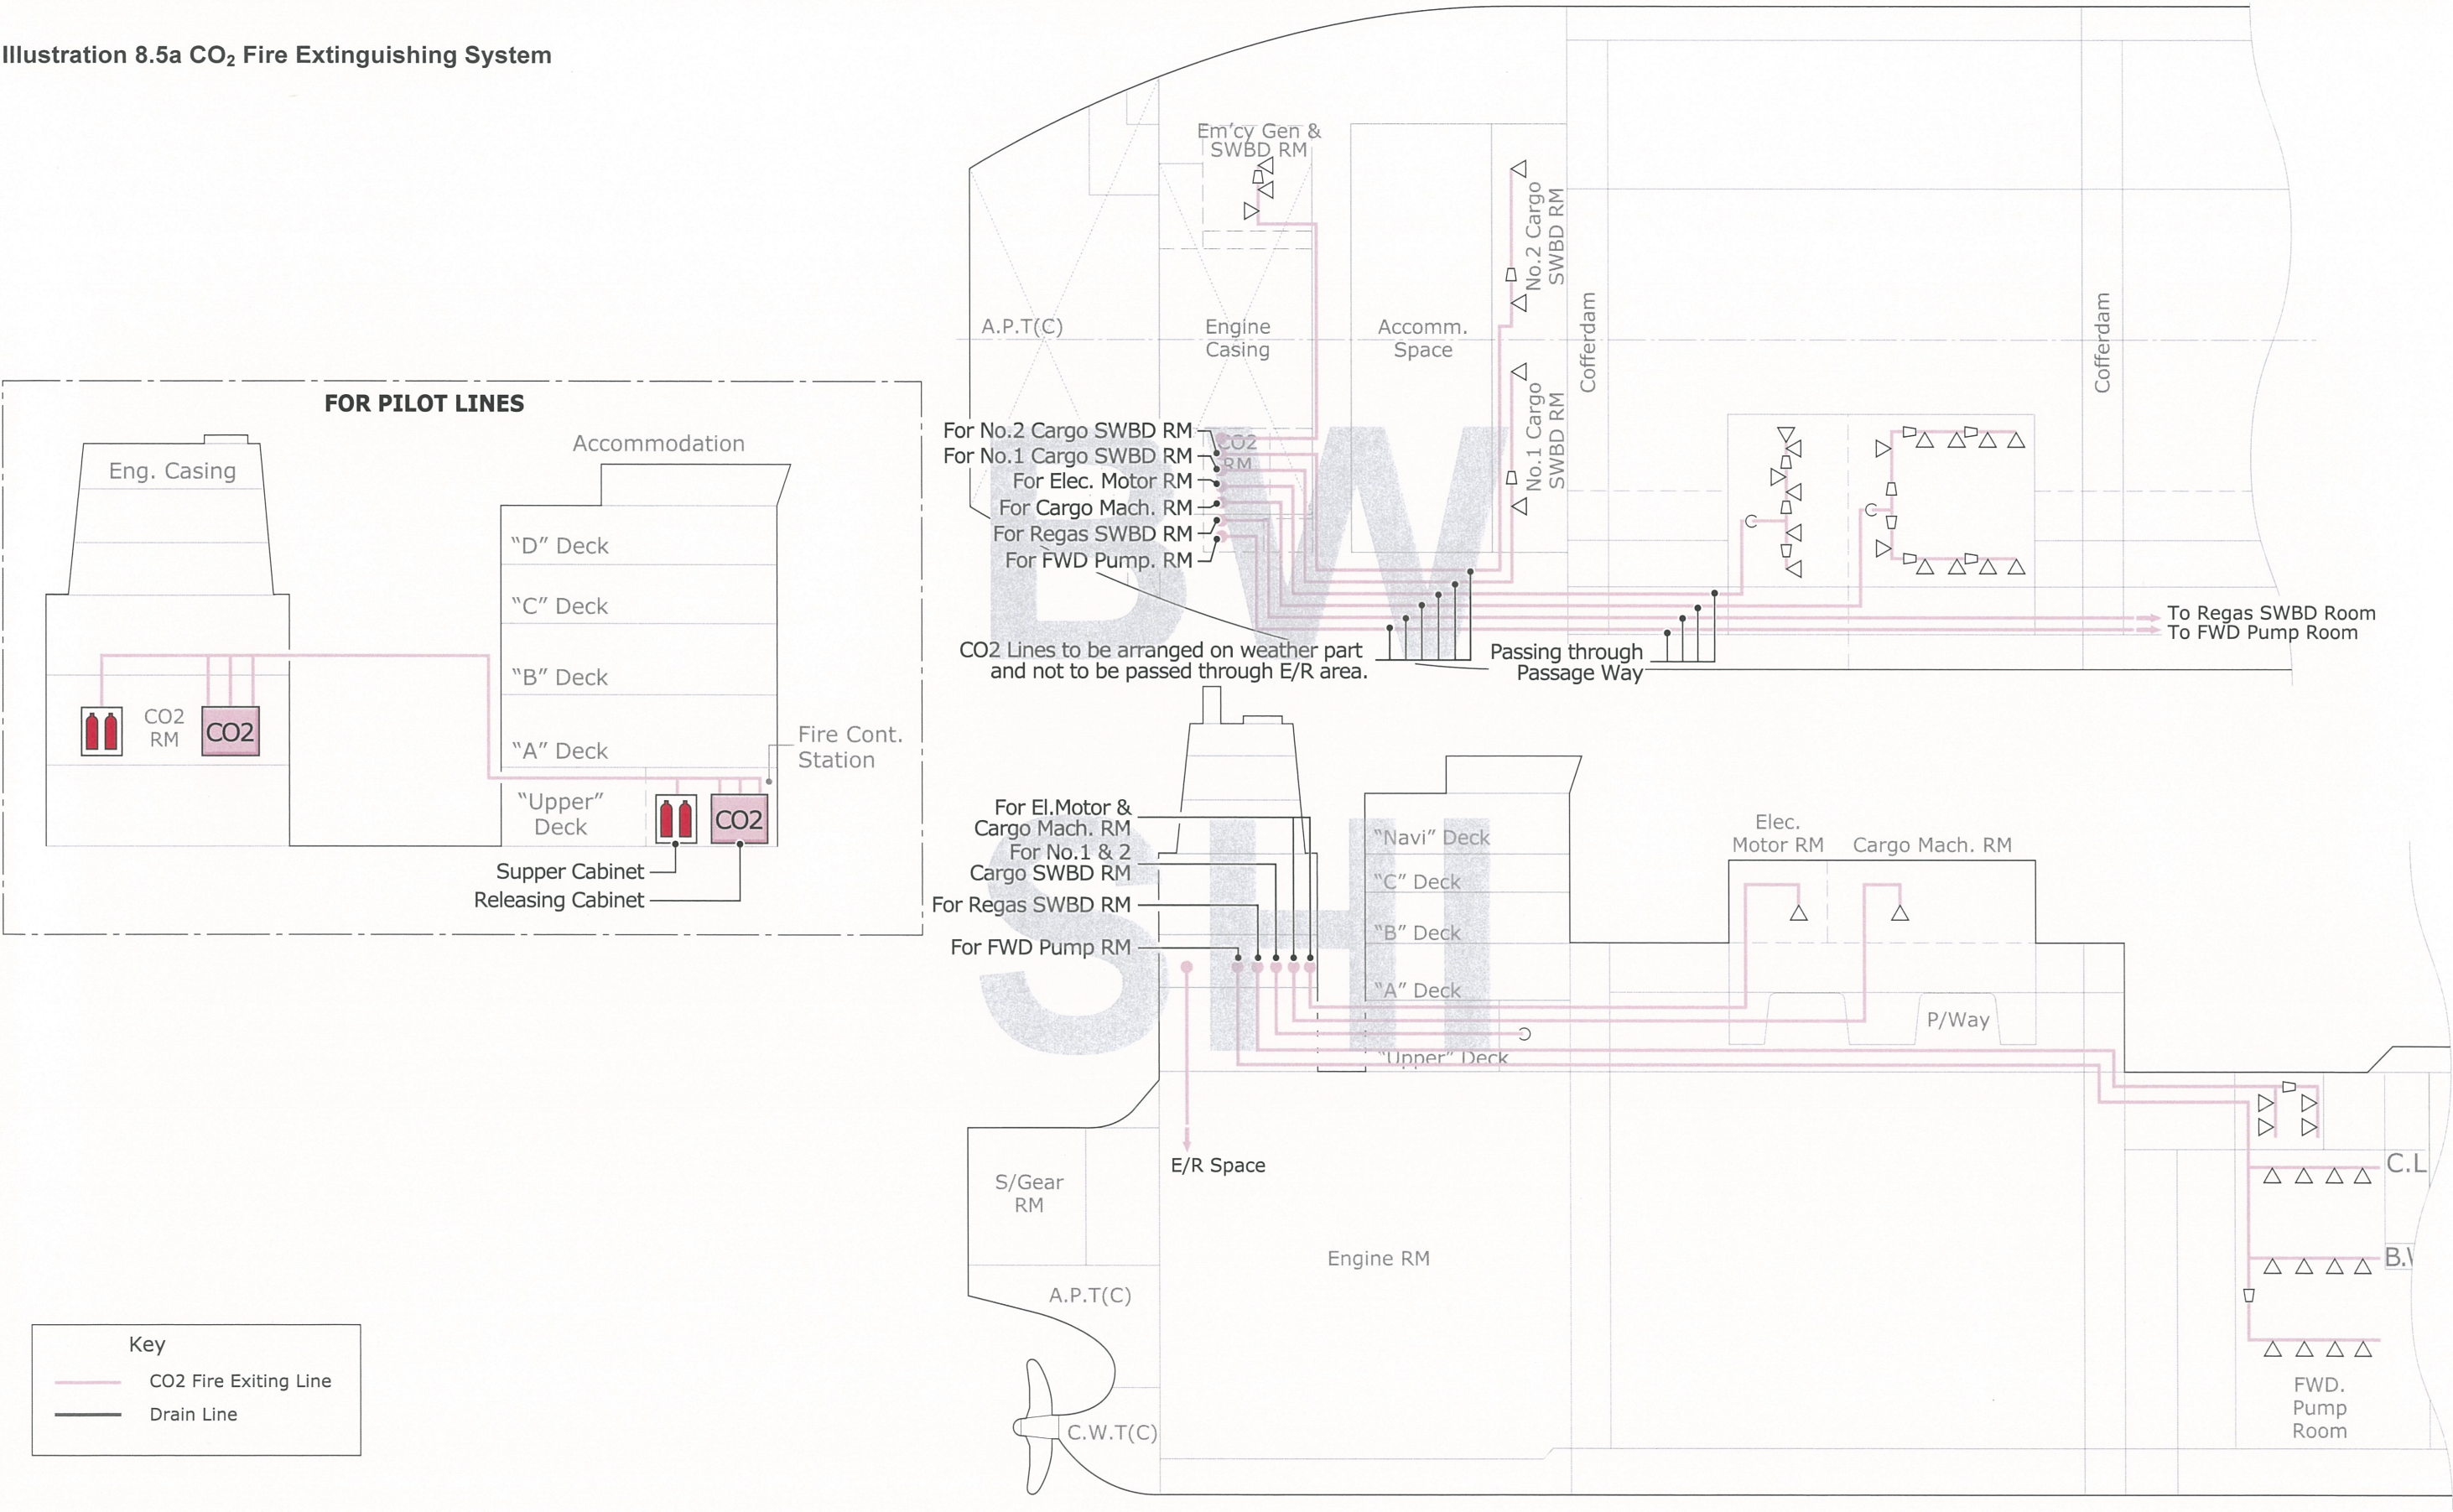 Illustration 8.5a CO₂ Fire Extinguishing System
Em'cy Gen &
SWBD RM
No.2 Cargo
SWBD RM
A.P.T(C)
Engine
Casing
Accomm.
Space
Cofferdam
Cofferdam
No.1 Cargo
SWBD RM
For No.2 Cargo SWBD RM
For No.1 Cargo SWBD RM
For Elec. Motor RM
For Cargo Mach. RM
For Regas SWBD RM
For FWD Pump. RM
CO2
RM
BW
To Regas SWBD Room
To FWD Pump Room
CO2 Lines to be arranged on weather part
and not to be passed through E/R area.
Passing through
Passage Way
FOR PILOT LINES
Eng. Casing
Accommodation
"D" Deck
"C" Deck
"B" Deck
"A" Deck
"Upper"
Deck
CO2
RM
CO2
Fire Cont.
Station
CO2
Supper Cabinet
Releasing Cabinet
For El.Motor &
Cargo Mach. RM
For No.1 & 2
Cargo SWBD RM
For Regas SWBD RM
For FWD Pump RM
SHI
"Navi" Deck
"C" Deck
"B" Deck
"A" Deck
"Upper" Deck
Elec.
Motor RM
Cargo Mach. RM
P/Way
E/R Space
S/Gear
RM
Engine RM
A.P.T(C)
C.W.T(C)
C.L
FWD.
Pump
Room
Key
CO2 Fire Exiting Line
Drain Line